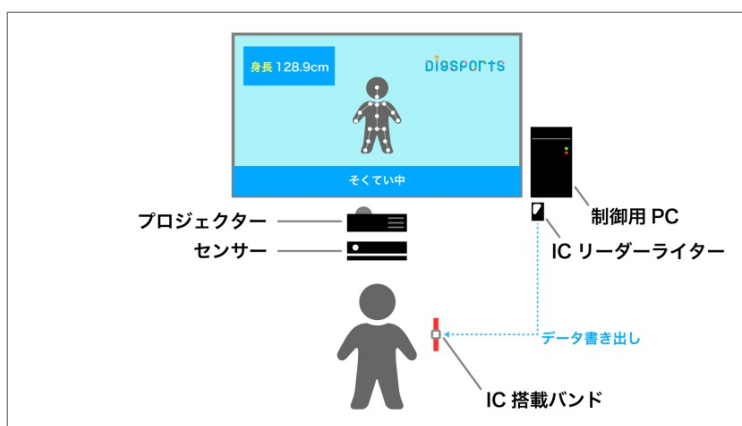 身長 128.9cm
DigSports
そくてい中
プロジェクター
センサー
制御用 PC
IC リーダーライター
データ書き出し
IC 搭載バンド